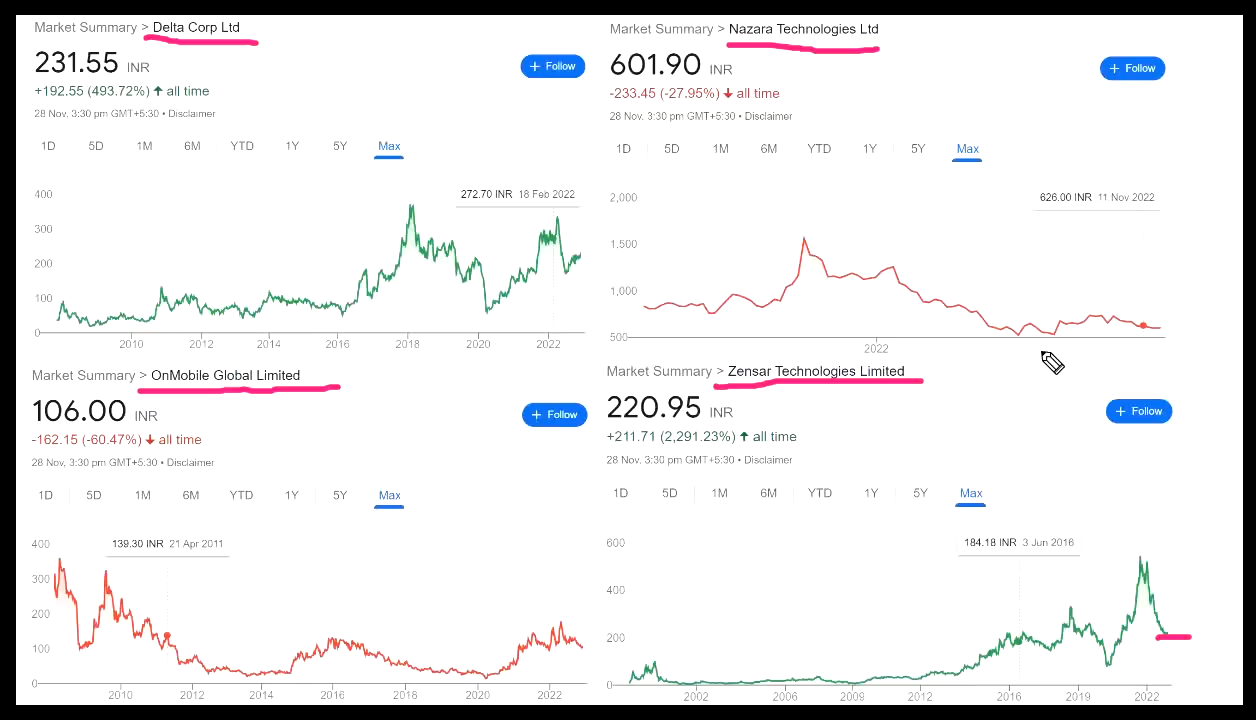 Market Summary > Delta Corp Ltd
231.55 INR
+ Follow
+192.55 (493.72%) ↑ all time
28 Nov, 3:30 pm GMT+5:30 • Disclaimer
1D 5D 1M 6M YTD 1Y 5Y Max
272.70 INR 18 Feb 2022
400
300
200
100
0
2010 2012 2014 2016 2018 2020 2022
Market Summary > Nazara Technologies Ltd
601.90 INR
+ Follow
-233.45 (-27.95%) ↓ all time
28 Nov, 3:30 pm GMT+5:30 • Disclaimer
1D 5D 1M 6M YTD 1Y 5Y Max
626.00 INR 11 Nov 2022
2,000
1,500
1,000
500
2022
Market Summary > OnMobile Global Limited
106.00 INR
+ Follow
-162.15 (-60.47%) ↓ all time
28 Nov, 3:30 pm GMT+5:30 • Disclaimer
1D 5D 1M 6M YTD 1Y 5Y Max
139.30 INR 21 Apr 2011
400
300
200
100
0
2010 2012 2014 2016 2018 2020 2022
Market Summary > Zensar Technologies Limited
220.95 INR
+ Follow
+211.71 (2,291.23%) ↑ all time
28 Nov, 3:30 pm GMT+5:30 • Disclaimer
1D 5D 1M 6M YTD 1Y 5Y Max
184.18 INR 3 Jun 2016
600
400
200
0
2002 2006 2009 2012 2016 2019 2022